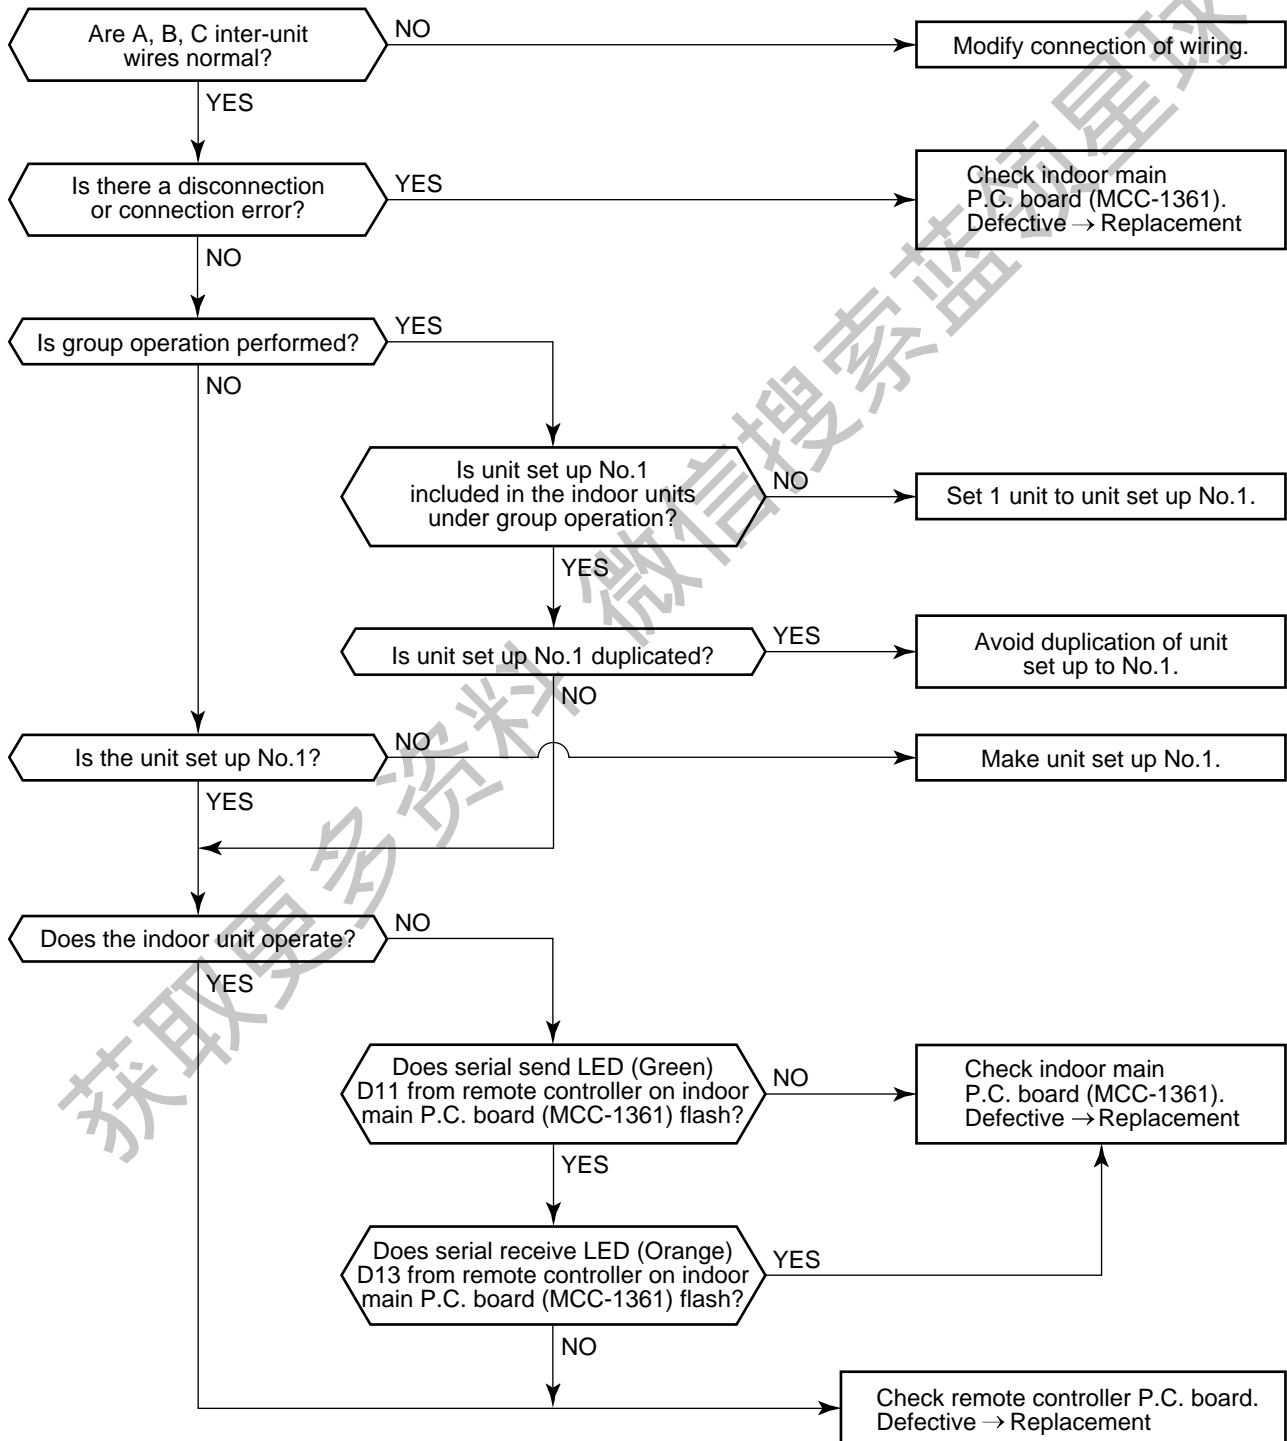 Are A, B, C inter-unit
wires normal?
NO
Modify connection of wiring.
YES
Is there a disconnection
or connection error?
YES
Check indoor main
P.C. board (MCC-1361).
Defective → Replacement
NO
Is group operation performed?
YES
NO
Is unit set up No.1
included in the indoor units
under group operation?
NO
Set 1 unit to unit set up No.1.
YES
Is unit set up No.1 duplicated?
YES
Avoid duplication of unit
set up to No.1.
NO
Is the unit set up No.1?
NO
Make unit set up No.1.
YES
Does the indoor unit operate?
NO
YES
Does serial send LED (Green)
D11 from remote controller on indoor
main P.C. board (MCC-1361) flash?
NO
Check indoor main
P.C. board (MCC-1361).
Defective → Replacement
YES
Does serial receive LED (Orange)
D13 from remote controller on indoor
main P.C. board (MCC-1361) flash?
YES
NO
Check remote controller P.C. board.
Defective → Replacement
获取更多资料 微信搜索蓝领星球